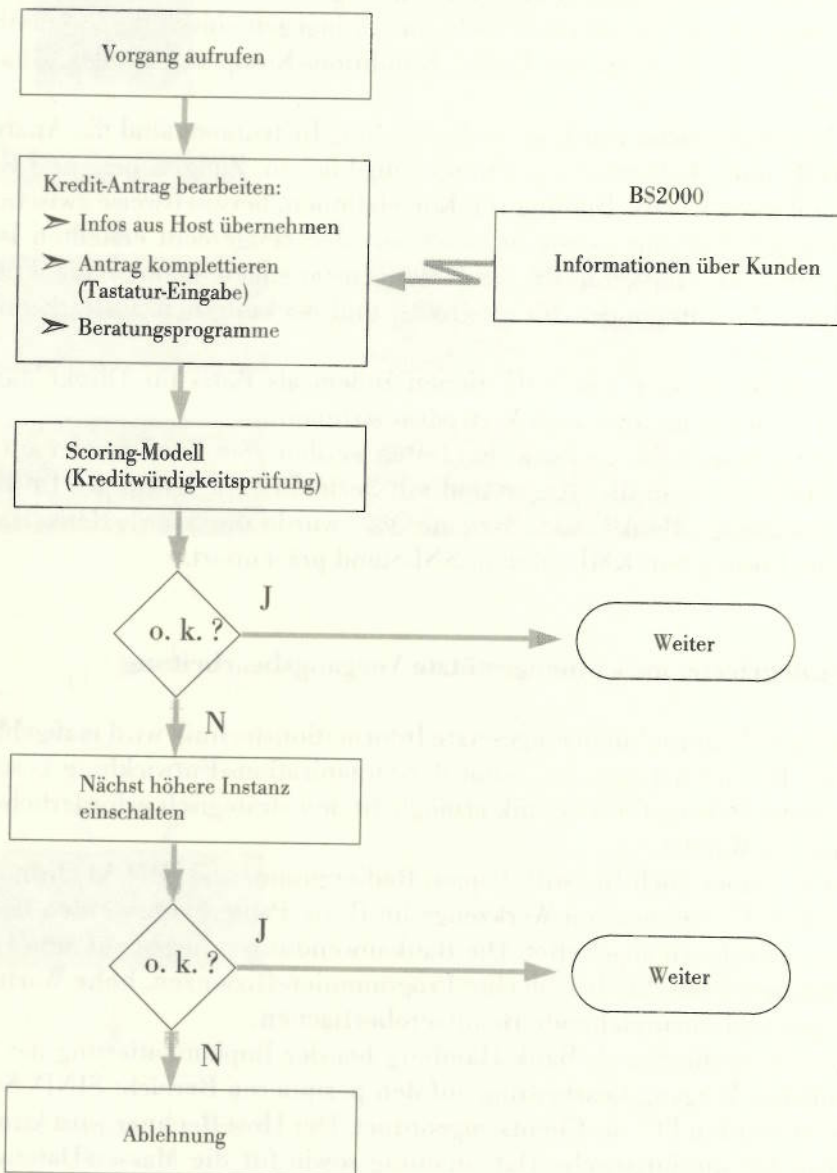 Vorgang aufrufen
Kredit-Antrag bearbeiten:
➢ Infos aus Host übernehmen
➢ Antrag komplettieren
(Tastatur-Eingabe)
➢ Beratungsprogramme
BS2000
Informationen über Kunden
Scoring-Modell
(Kreditwürdigkeitsprüfung)
o. k. ?
J
Weiter
N
Nächst höhere Instanz
einschalten
o. k. ?
J
Weiter
N
Ablehnung